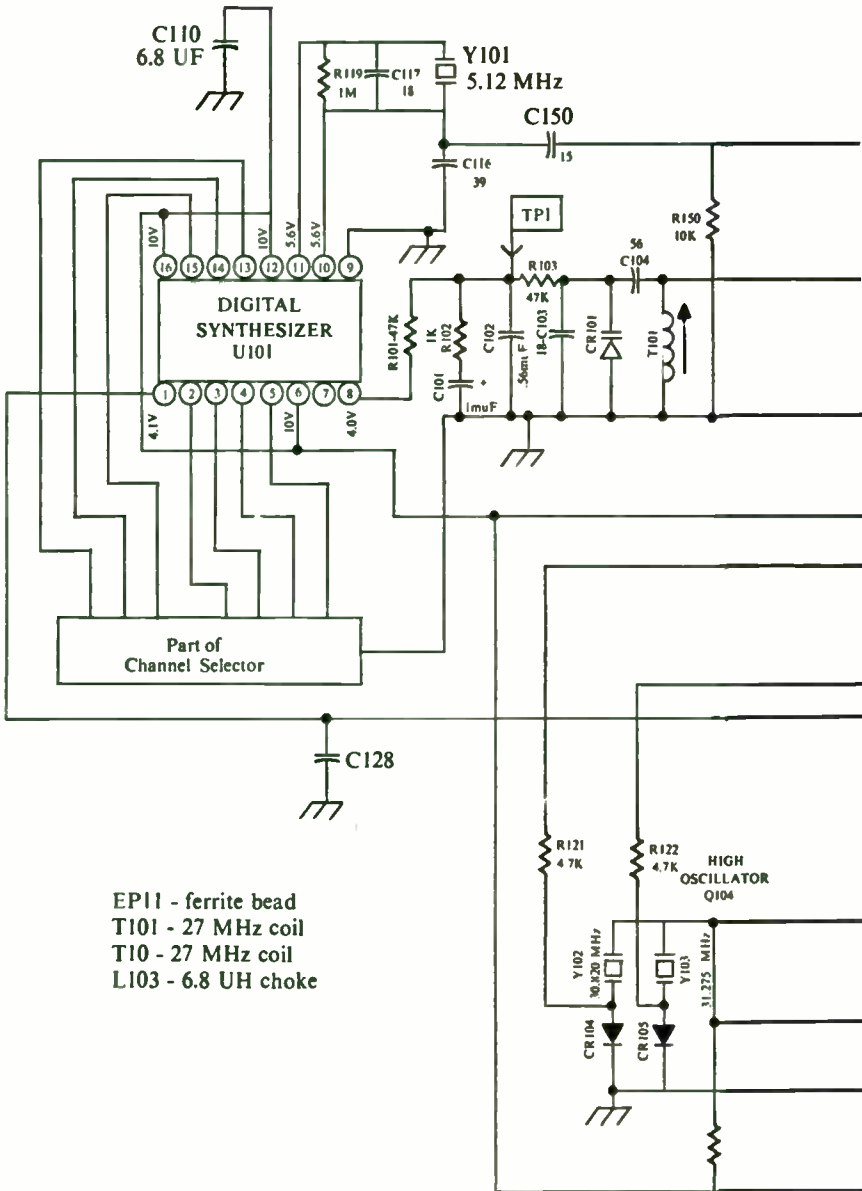 C110
6.8 UF
R119
1M
C117
18
Y101
5.12 MHz
C150
15
C116
39
R150
10K
TP1
10V
10V
5.6V
5.6V
16 15 14 13 12 11 10 9
DIGITAL
SYNTHESIZER
U101
1 2 3 4 5 6 7 8
4.1V
10V
4.0V
R101-47K
1K
R102
C101
+
1muF
C102
.56muF
R103
47K
18-C103
CR101
56
C104
T101
Part of
Channel Selector
C128
EP11 - ferrite bead
T101 - 27 MHz coil
T10 - 27 MHz coil
L103 - 6.8 UH choke
R121
4.7K
R122
4.7K
HIGH
OSCILLATOR
Q104
Y102
30.820 MHz
Y103
31.275 MHz
CR104
CR105